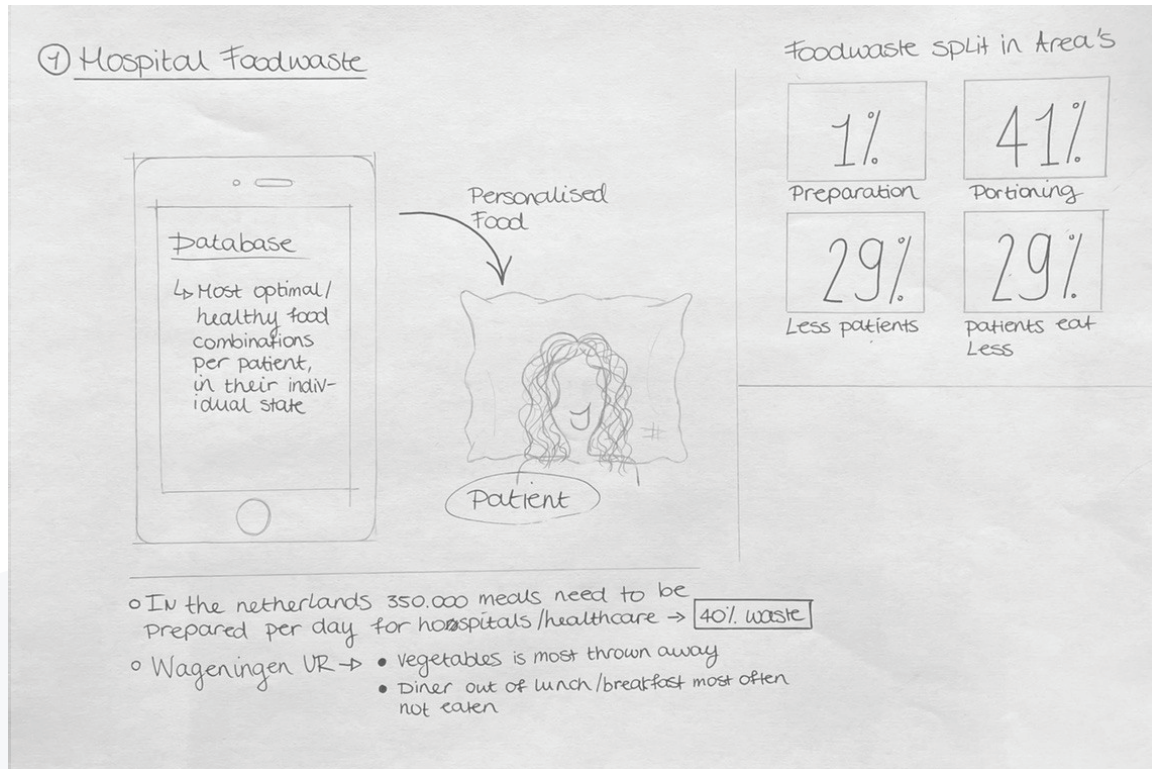 1 Hospital Foodwaste
Database
↳ Most optimal/
healthy food
combinations
per patient,
in their indiv-
idual state
Personalised
Food
Patient
Foodwaste split in Area's
1%
Preparation
41%
Portioning
29%
Less patients
29%
patients eat
Less
o In the netherlands 350.000 meals need to be
prepared per day for hospitals/healthcare → 40% waste
o Wageningen UR → • Vegetables is most thrown away
• Diner out of lunch/breakfast most often
not eaten